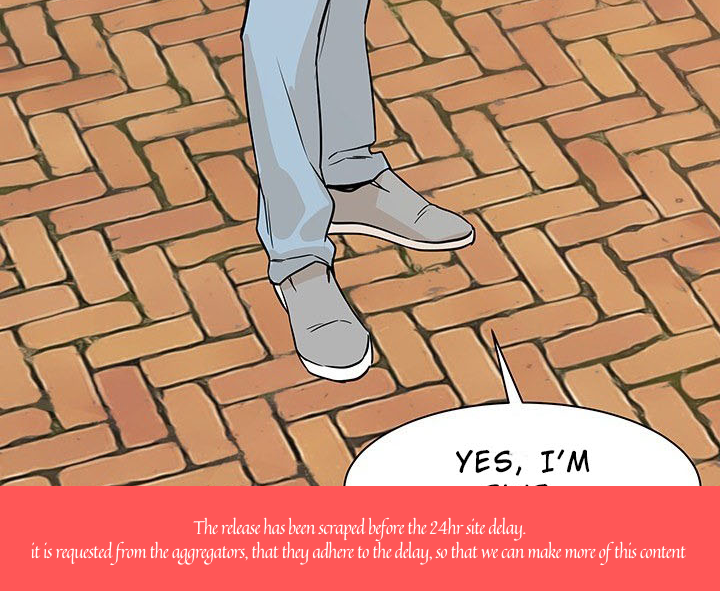 YES, I'M
The release has been scraped before the 24hr site delay.
it is requested from the aggregators, that they adhere to the delay, so that we can make more of this content